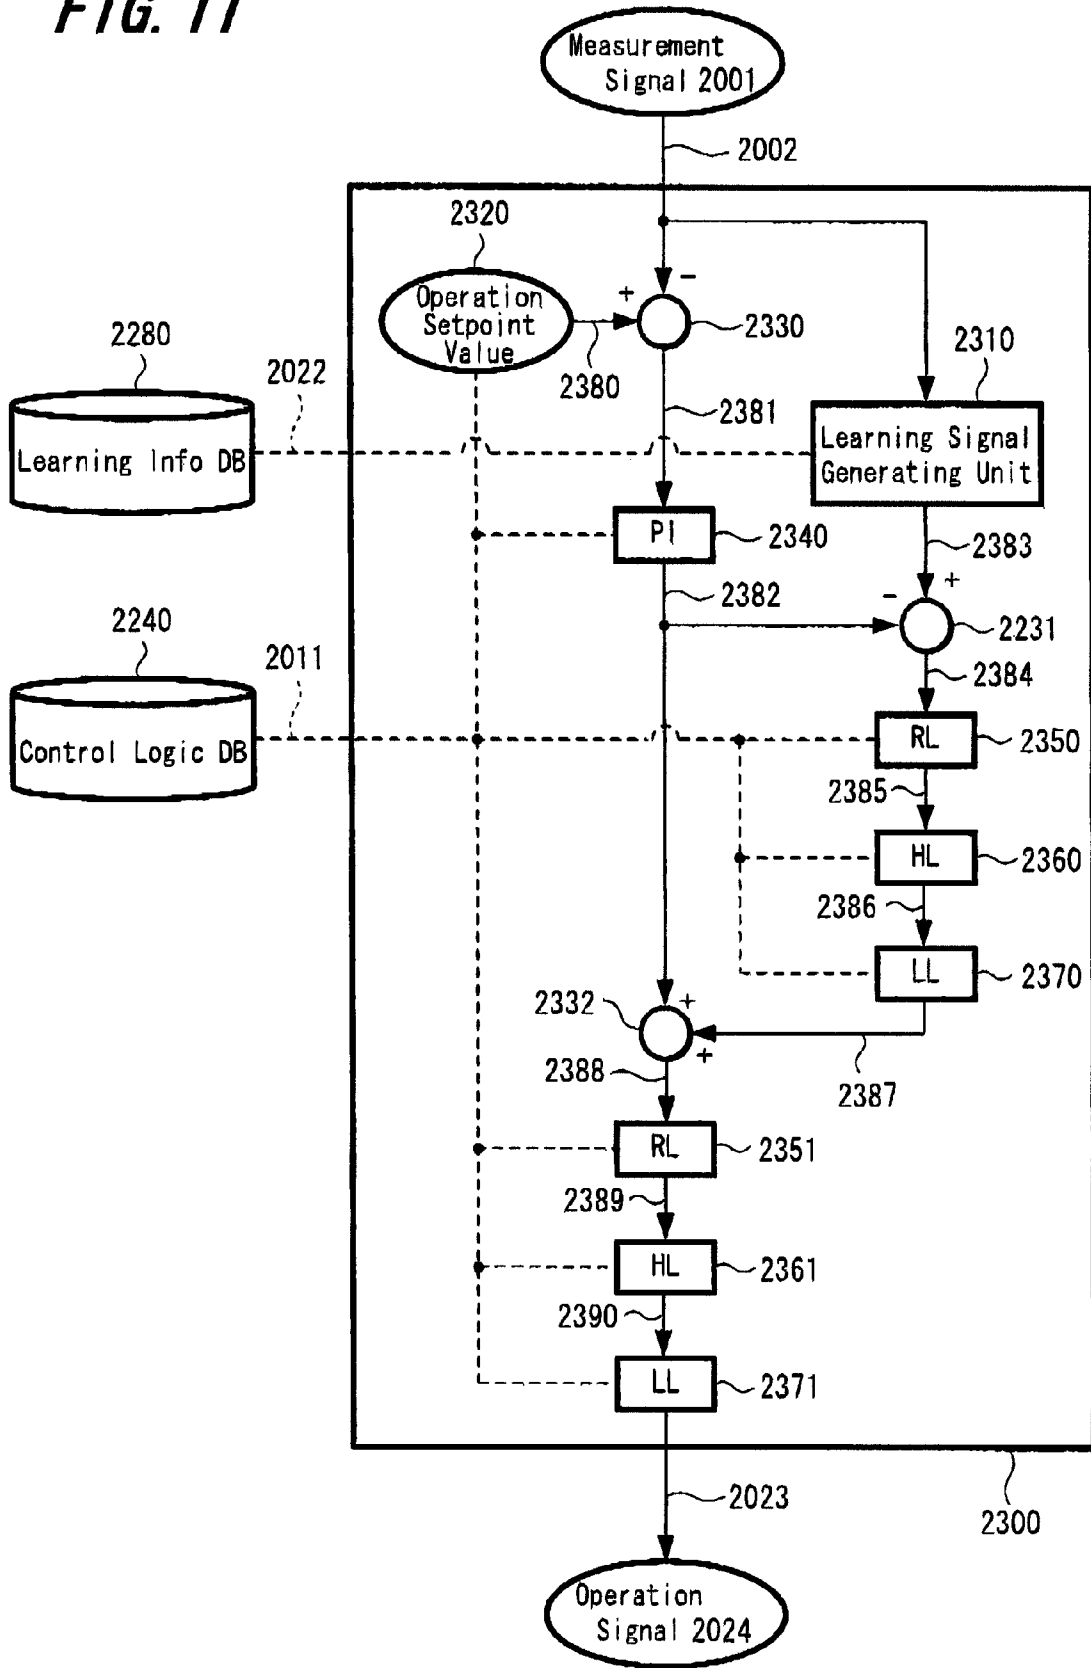 FIG. 11
Measurement
Signal 2001
2002
2320
Operation
Setpoint
Value
+
-
2330
2380
2310
2280
2022
2381
Learning Info DB
Learning Signal
Generating Unit
PI
2340
2383
2382
-
+
2231
2240
2011
2384
Control Logic DB
RL
2350
2385
HL
2360
2386
LL
2370
2332
+
+
2388
2387
RL
2351
2389
HL
2361
2390
LL
2371
2023
2300
Operation
Signal 2024